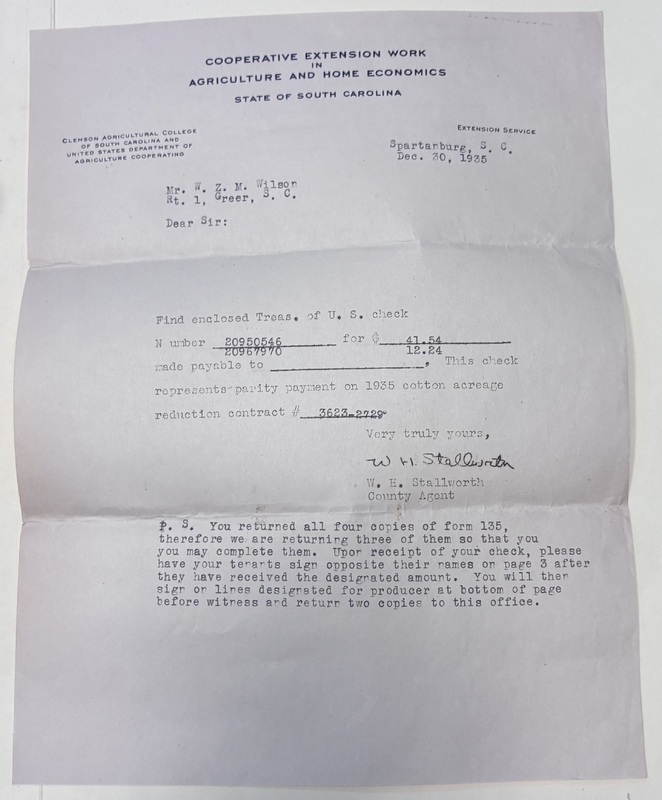 COOPERATIVE EXTENSION WORK
IN
AGRICULTURE AND HOME ECONOMICS
STATE OF SOUTH CAROLINA
CLEMSON AGRICULTURAL COLLEGE
OF SOUTH CAROLINA AND
UNITED STATES DEPARTMENT OF
AGRICULTURE COOPERATING
EXTENSION SERVICE
Spartanburg, S. C.
Dec. 30, 1935
Mr. W. Z. M. Wilson
Rt. 1, Greer, S. C.
Dear Sir:
Find enclosed Treas. of U. S. check
N umber 20950546 for $ 41.54
20967970 12.24
made payable to , This check
represents parity payment on 1935 cotton acreage
reduction contract # 3623-2729
Very truly yours,
W H. Stallworth
W. H. Stallworth
County Agent
P. S. You returned all four copies of form 135,
therefore we are returning three of them so that you
you may complete them. Upon receipt of your check, please
have your tenants sign opposite their names on page 3 after
they have received the designated amount. You will then
sign on lines designated for producer at bottom of page
before witness and return two copies to this office.